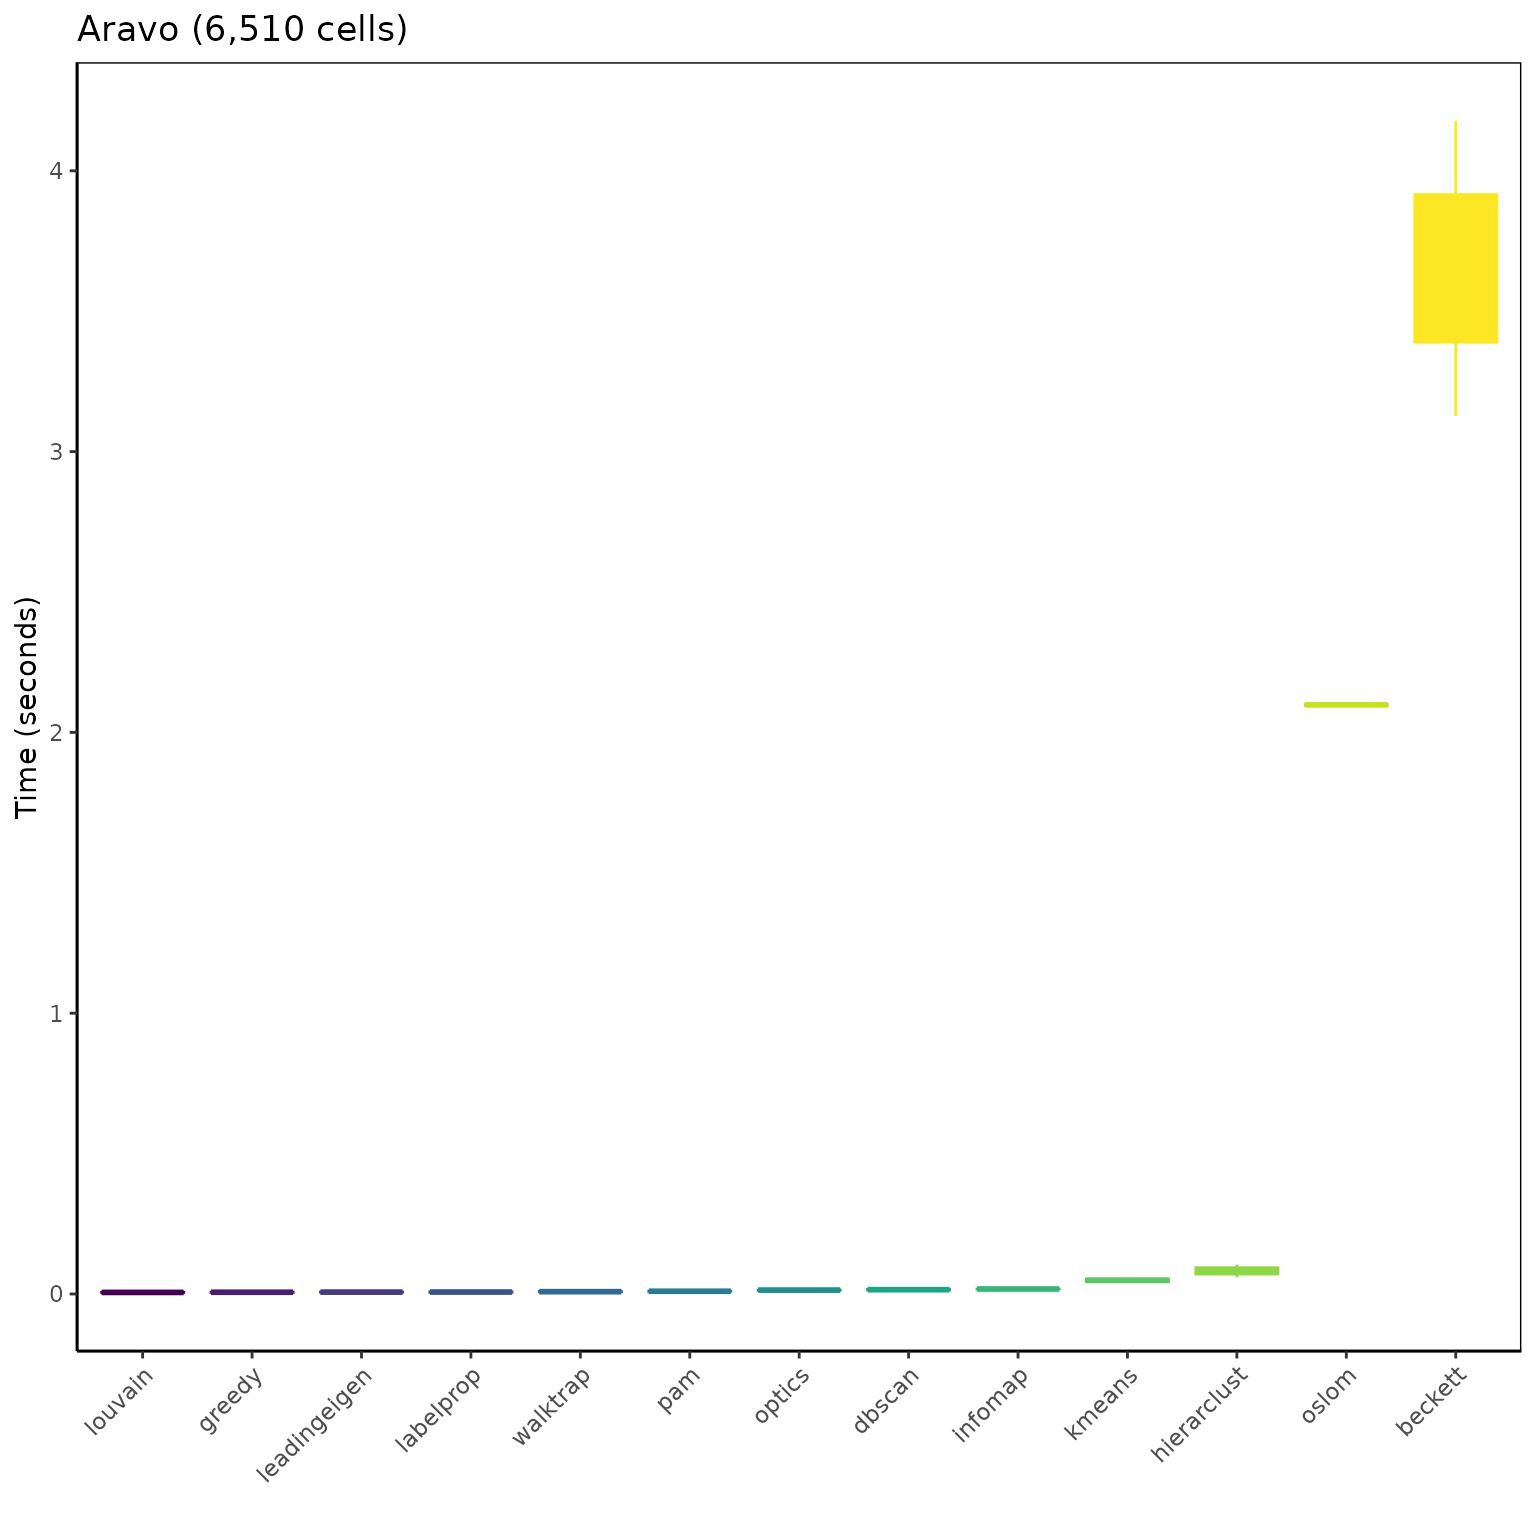 Aravo (6,510 cells)
Time (seconds)
4
3
2
1
0
louvain
greedy
leadingeigen
labelprop
walktrap
pam
optics
dbscan
infomap
kmeans
hierarclust
oslom
beckett